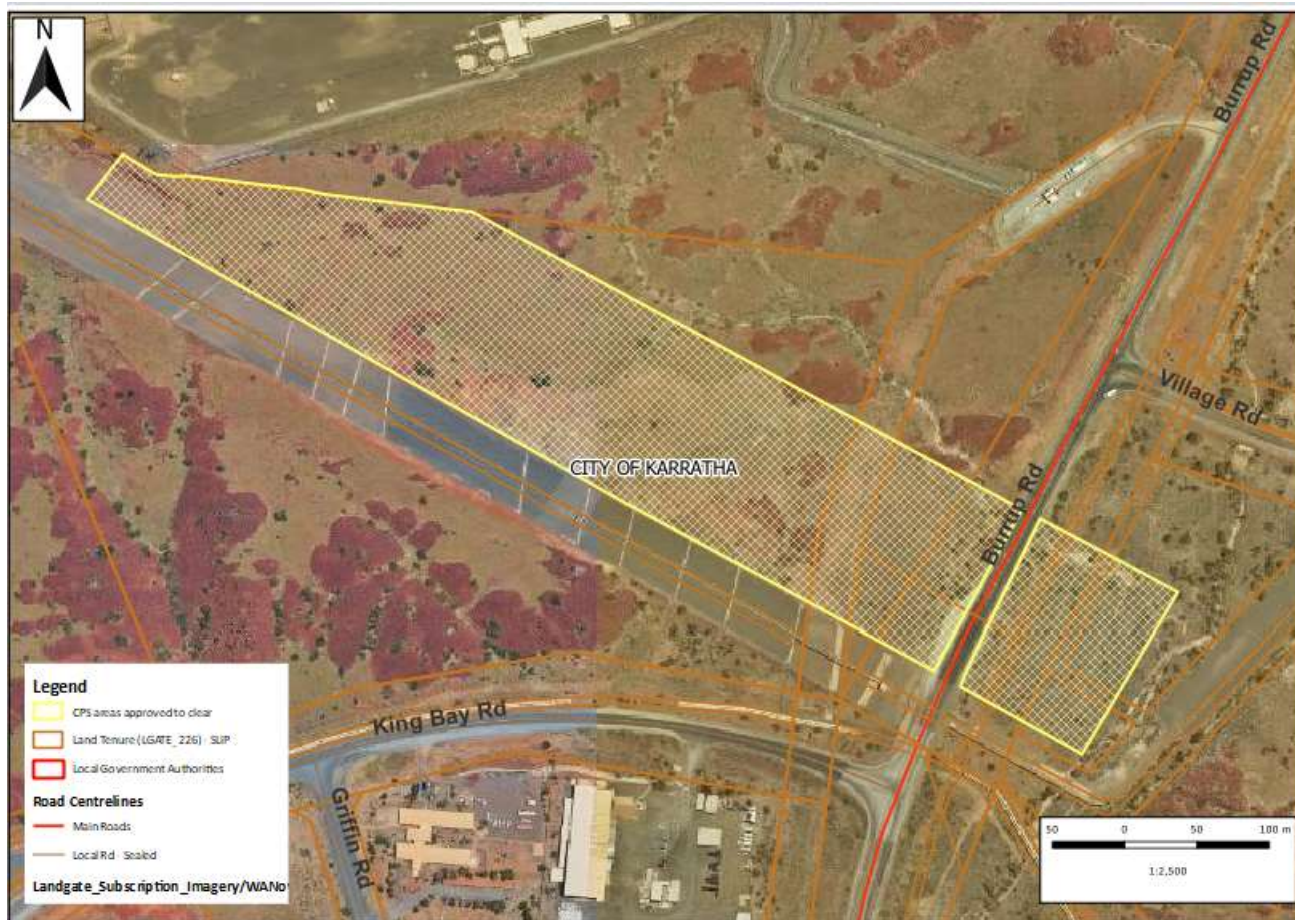 N
Burrup Rd
Village Rd
CITY OF KARRATHA
Burrup Rd
King Bay Rd
Griffin Rd
Legend
CPS areas approved to clear
Land Tenure (LGATE_226) - SLIP
Local Government Authorities
Road Centrelines
Main Roads
Local Rd - Sealed
Landgate_Subscription_Imagery/WANo
50 0 50 100 m
1:2,500